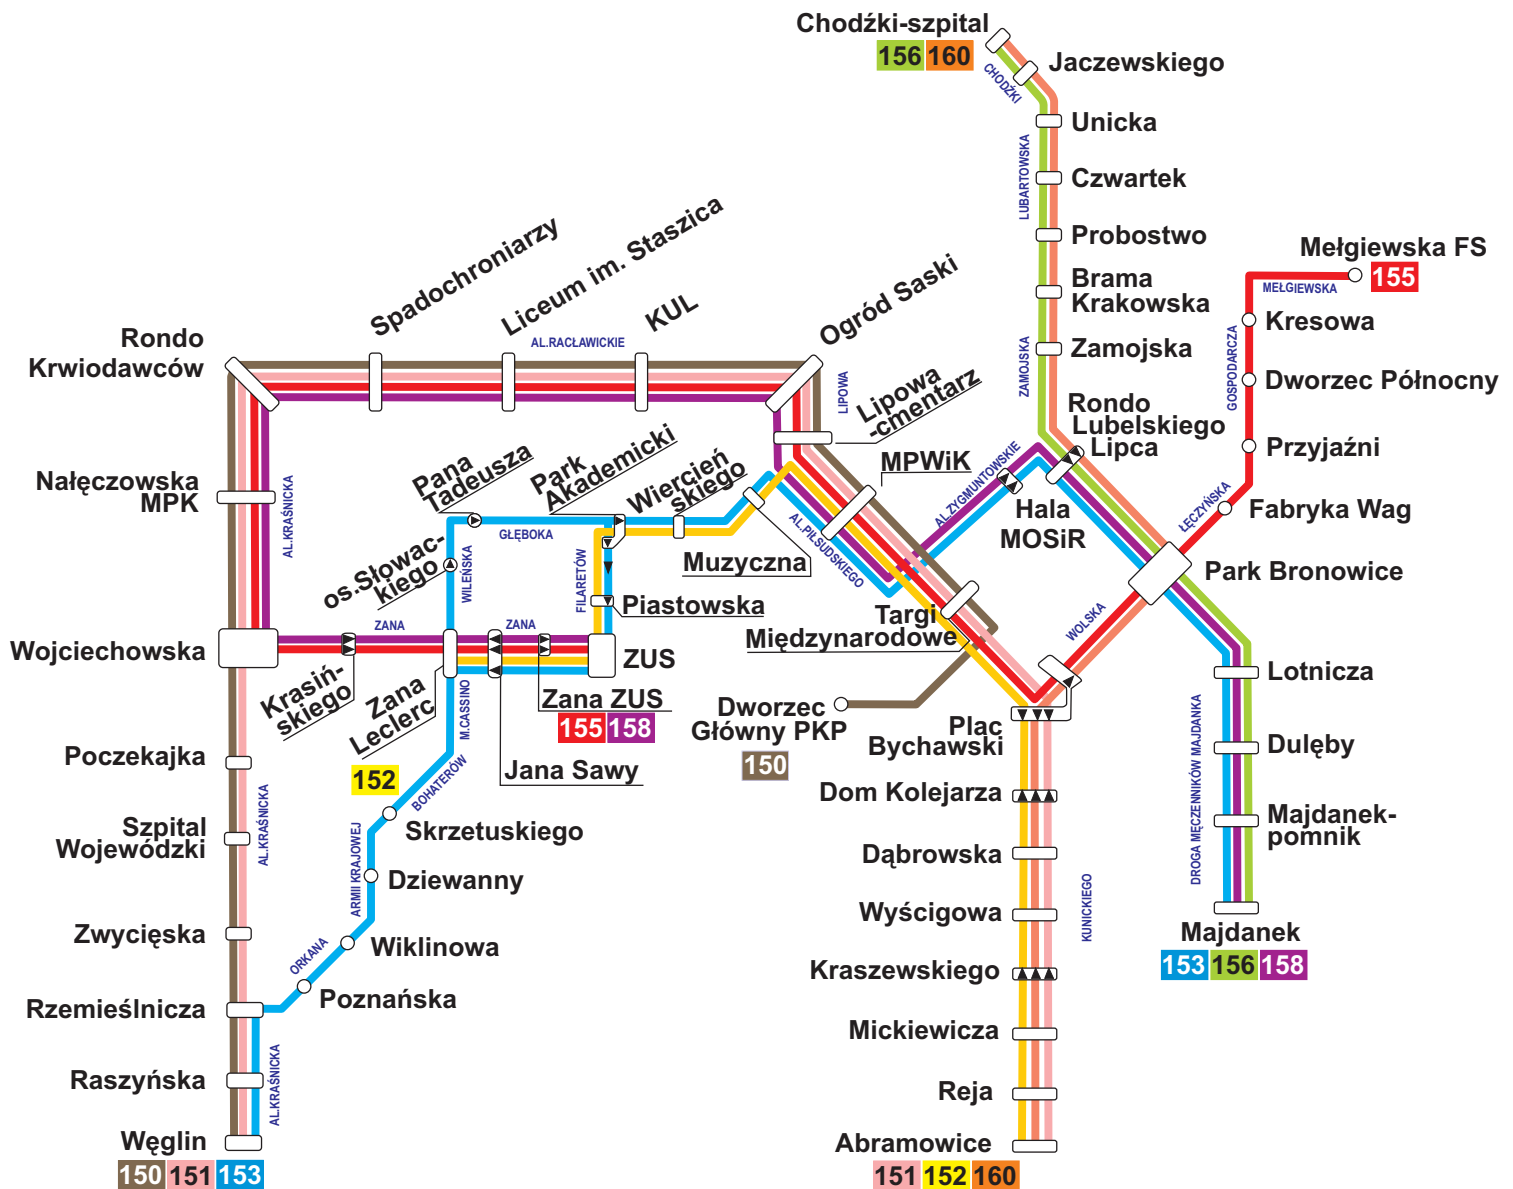 Chodźki-szpital
156 160
CHODŹKI
Jaczewskiego
Unicka
LUBARTOWSKA
Czwartek
Probostwo
Brama
Krakowska
Zamojska
ZAMOJSKA
Rondo
Lubelskiego
Lipca
Mełgiewska FS
155
MEŁGIEWSKA
Kresowa
GOSPODARCZA
Dworzec Północny
Przyjaźni
ŁĘCZYŃSKA
Fabryka Wag
Park Bronowice
WOLSKA
Spadochroniarzy
Liceum im. Staszica
KUL
Ogród Saski
AL.RACŁAWICKIE
Rondo
Krwiodawców
LIPOWA
Lipowa
-cmentarz
MPWiK
AL.ZYGMUNTOWSKIE
Hala
MOSiR
Nałęczowska
MPK
AL.KRAŚNICKA
Pana
Tadeusza
Park
Akademicki
Wiercień
skiego
GŁĘBOKA
Muzyczna
AL.PIŁSUDSKIEGO
os.Słowac-
kiego
WILEŃSKA
FILARETÓW
Piastowska
Targi
Międzynarodowe
Wojciechowska
ZANA
ZANA
ZUS
Krasiń-
skiego
Zana
Leclerc
M.CASSINO
Zana ZUS
155 158
Jana Sawy
Dworzec
Główny PKP
150
Plac
Bychawski
Lotnicza
Dulęby
DROGA MĘCZENNIKÓW MAJDANKA
Majdanek-
pomnik
Majdanek
153 156 158
Poczekajka
152
BOHATERÓW
Skrzetuskiego
AL.KRAŚNICKA
Szpital
Wojewódzki
ARMII KRAJOWEJ
Dziewanny
Zwycięska
Wiklinowa
ORKANA
Poznańska
Rzemieślnicza
Raszyńska
AL.KRAŚNICKA
Węglin
150 151 153
Dom Kolejarza
Dąbrowska
Wyścigowa
KUNICKIEGO
Kraszewskiego
Mickiewicza
Reja
Abramowice
151 152 160